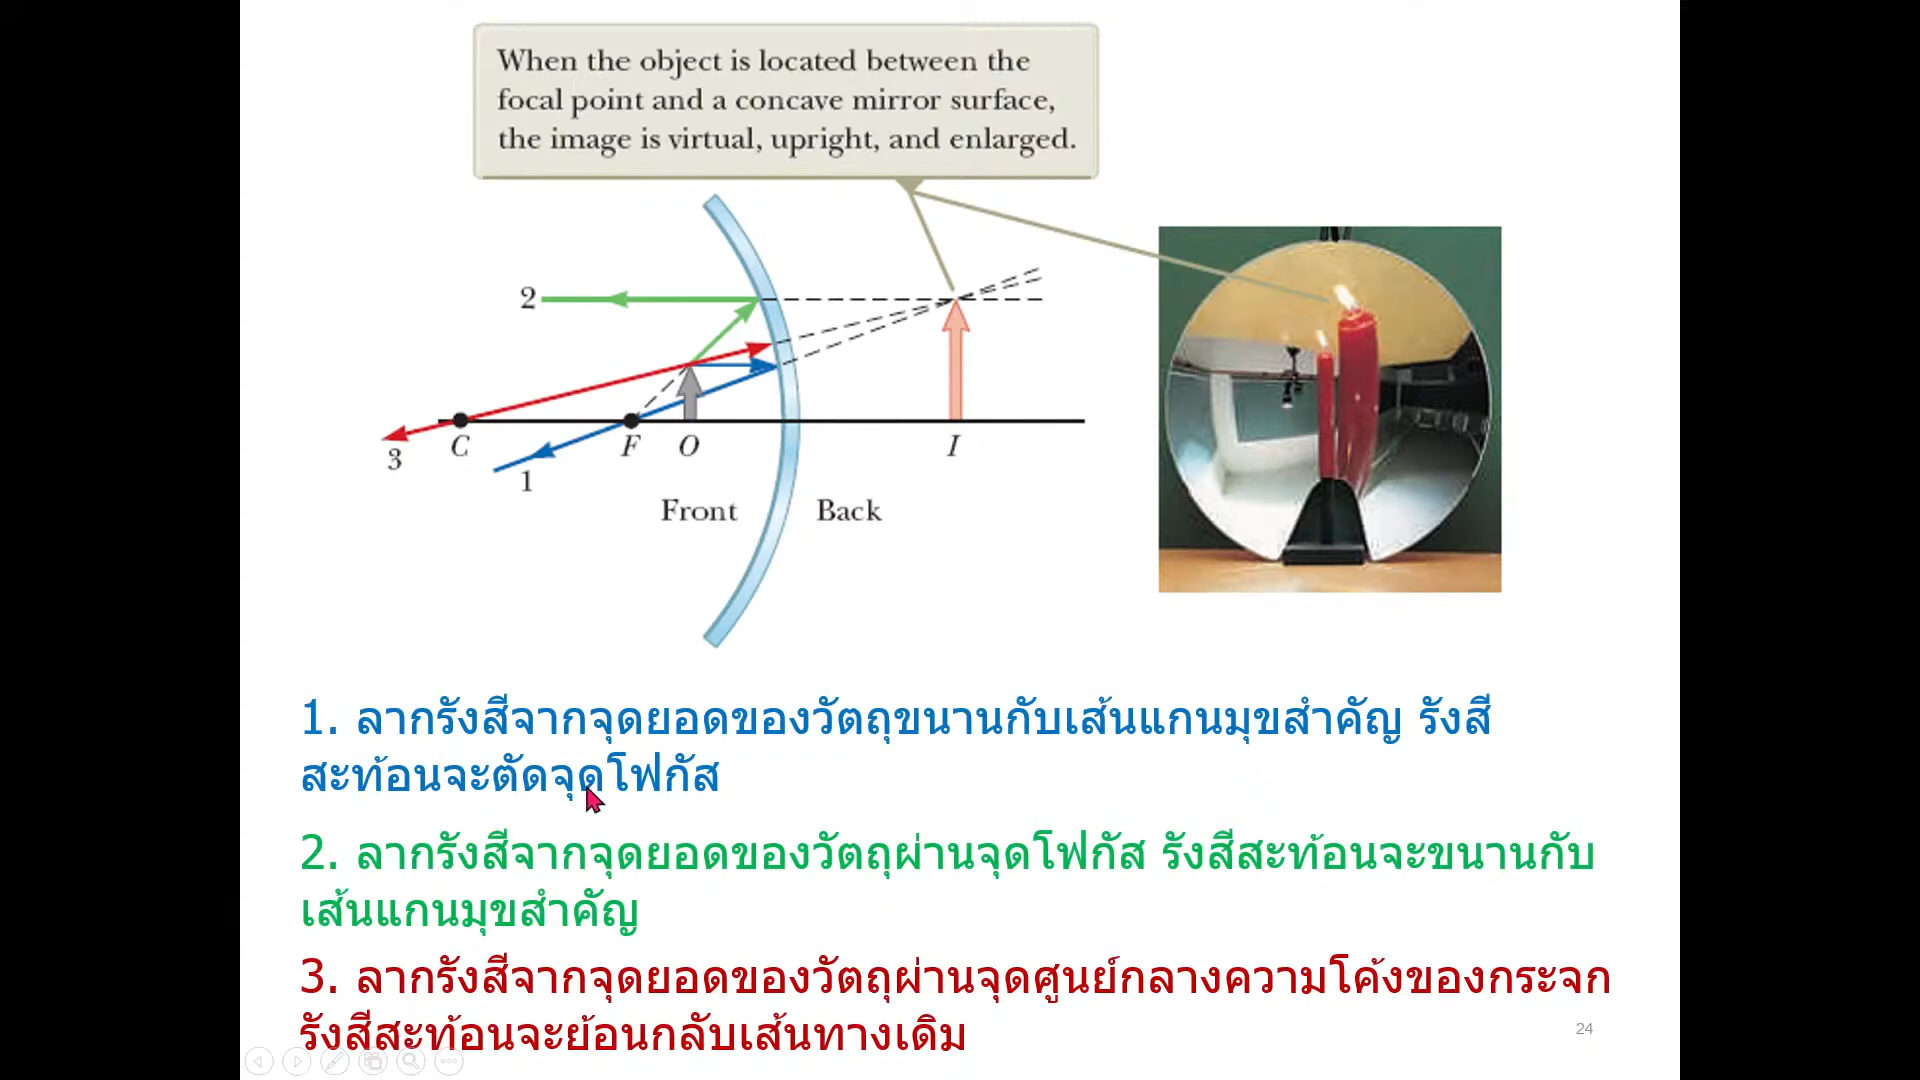 When the object is located between the
focal point and a concave mirror surface,
the image is virtual, upright, and enlarged.
2
C
F
O
I
3
1
Front
Back
1. ลากรังสีจากจุดยอดของวัตถุขนานกับเส้นแกนมุขสำคัญ รังสี
สะท้อนจะตัดจุดโฟกัส
2. ลากรังสีจากจุดยอดของวัตถุผ่านจุดโฟกัส รังสีสะท้อนจะขนานกับ
เส้นแกนมุขสำคัญ
3. ลากรังสีจากจุดยอดของวัตถุผ่านจุดศูนย์กลางความโค้งของกระจก
รังสีสะท้อนจะย้อนกลับเส้นทางเดิม
24